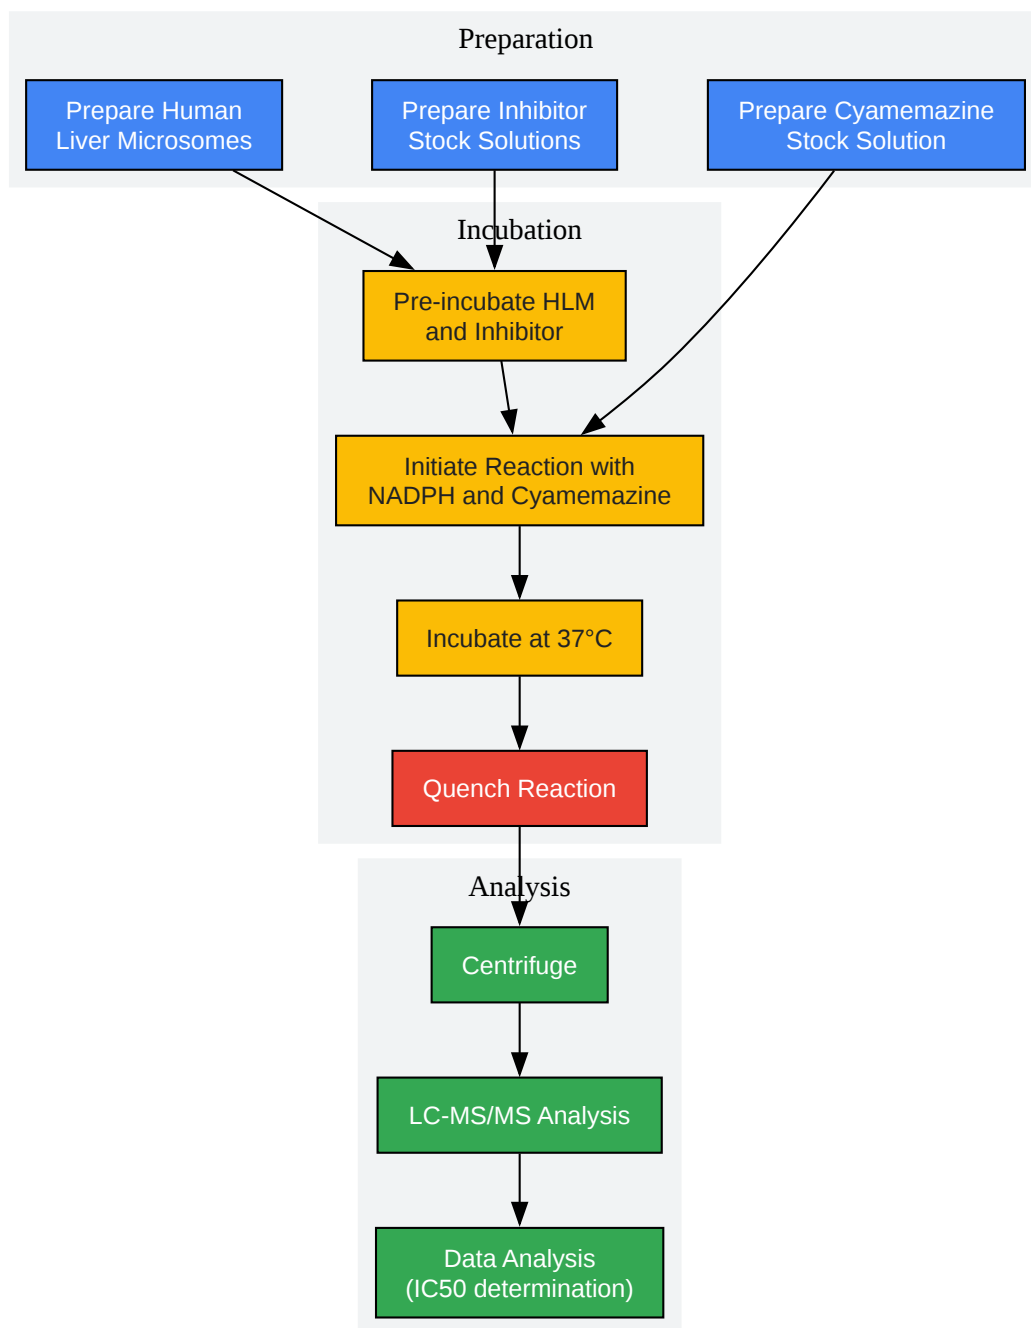 Preparation
Prepare Human
Liver Microsomes
Prepare Inhibitor
Stock Solutions
Prepare Cyamemazine
Stock Solution
Incubation
Pre-incubate HLM
and Inhibitor
Initiate Reaction with
NADPH and Cyamemazine
Incubate at 37°C
Quench Reaction
Analysis
Centrifuge
LC-MS/MS Analysis
Data Analysis
(IC50 determination)